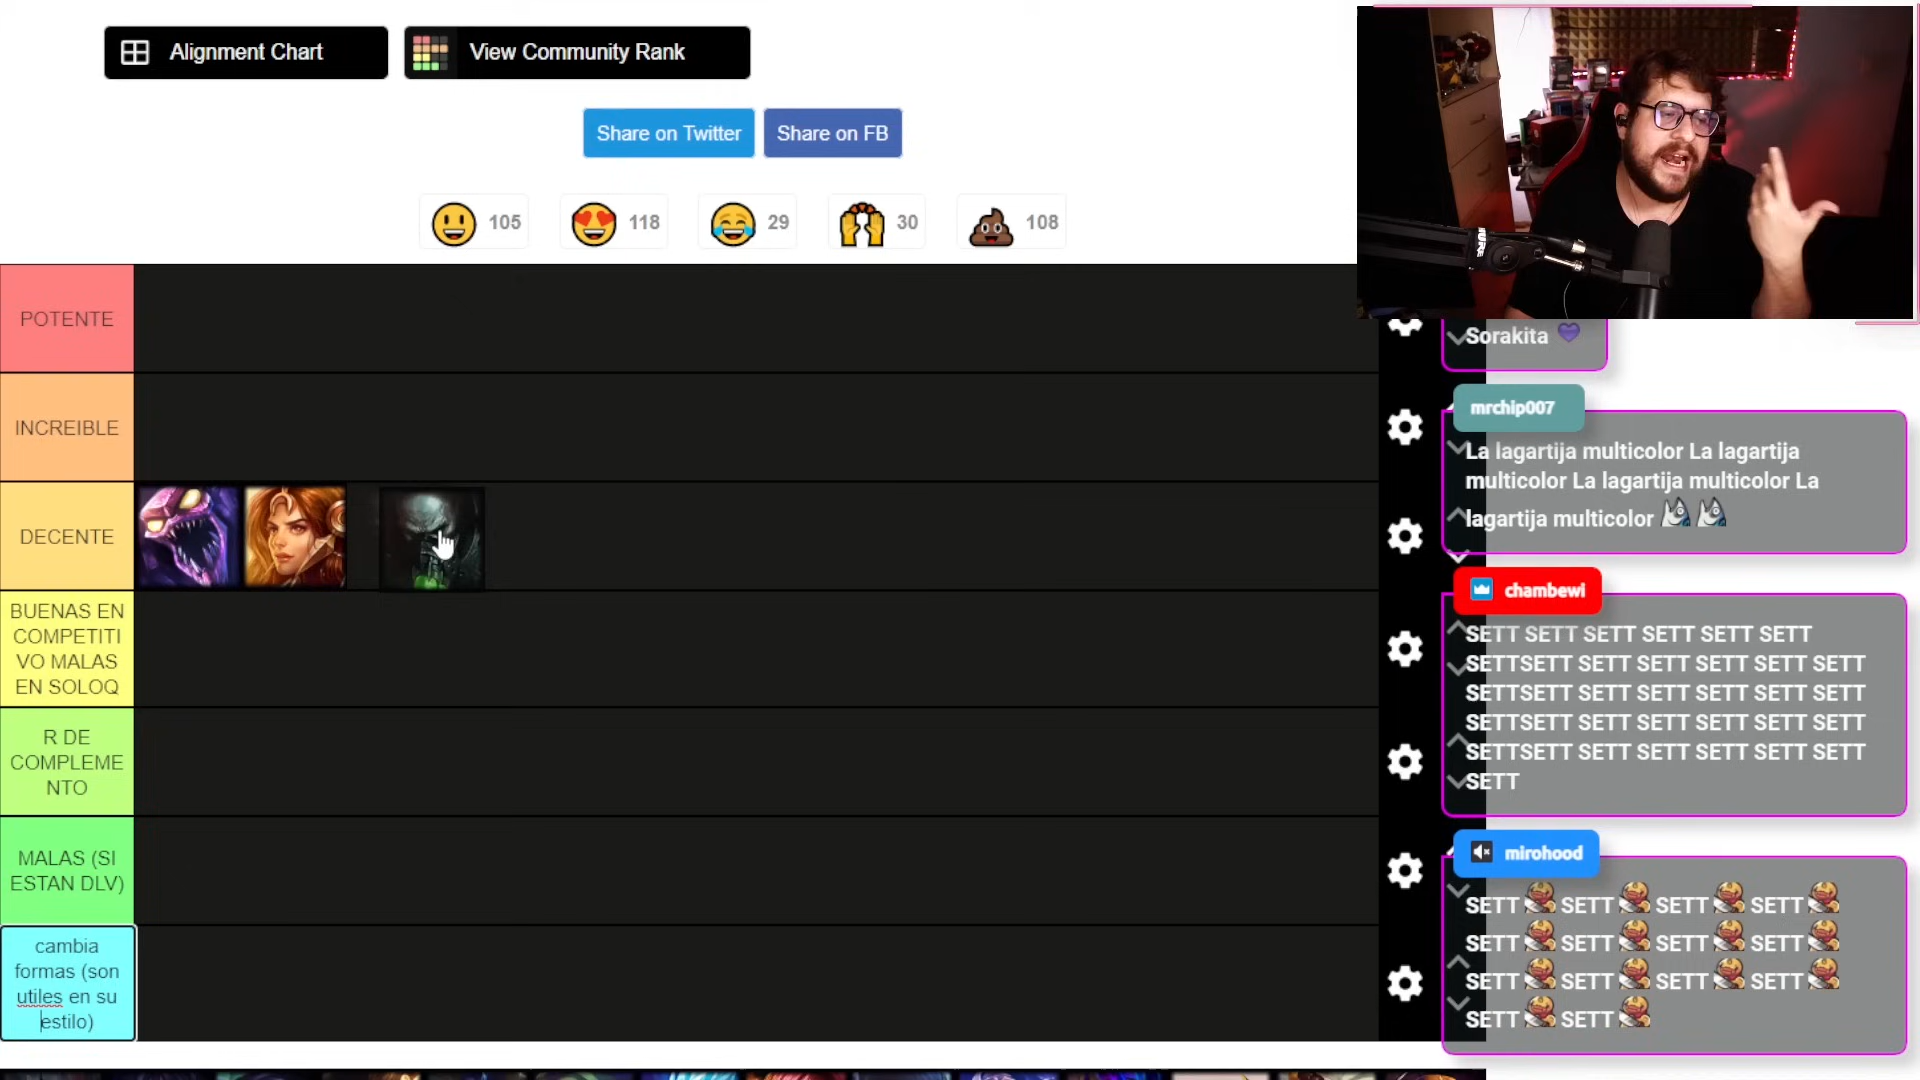 Alignment Chart
View Community Rank
Share on Twitter
Share on FB
105
118
29
30
108
POTENTE
INCREIBLE
DECENTE
BUENAS EN
COMPETITI
VO MALAS
EN SOLOQ
R DE
COMPLEME
NTO
MALAS (SI
ESTAN DLV)
cambia
formas (son
utiles en su
estilo)
Sorakita
mrchip007
La lagartija multicolor La lagartija
multicolor La lagartija multicolor La
lagartija multicolor
chambewl
SETT SETT SETT SETT SETT SETT
SETTSETT SETT SETT SETT SETT SETT
SETTSETT SETT SETT SETT SETT SETT
SETTSETT SETT SETT SETT SETT SETT
SETTSETT SETT SETT SETT SETT SETT
SETT
mirohood
SETT SETT SETT SETT
SETT SETT SETT SETT
SETT SETT SETT SETT
SETT SETT